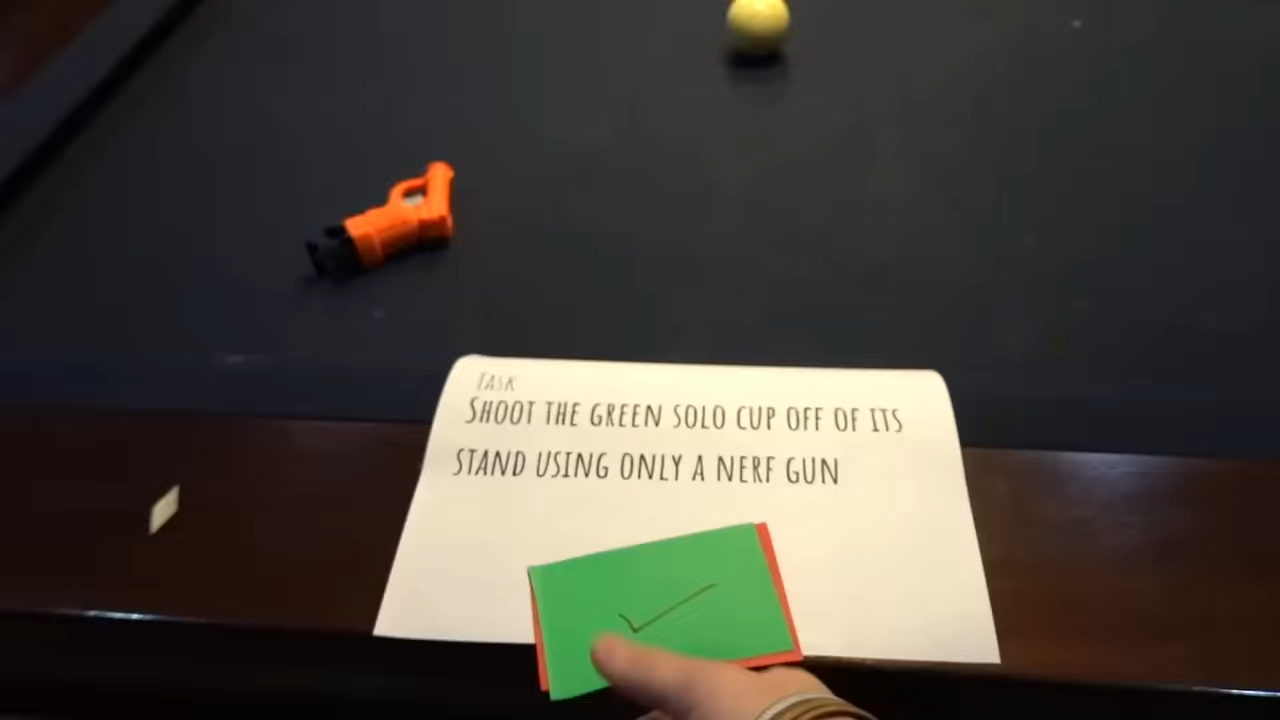 TASK
SHOOT THE GREEN SOLO CUP OFF OF ITS
STAND USING ONLY A NERF GUN